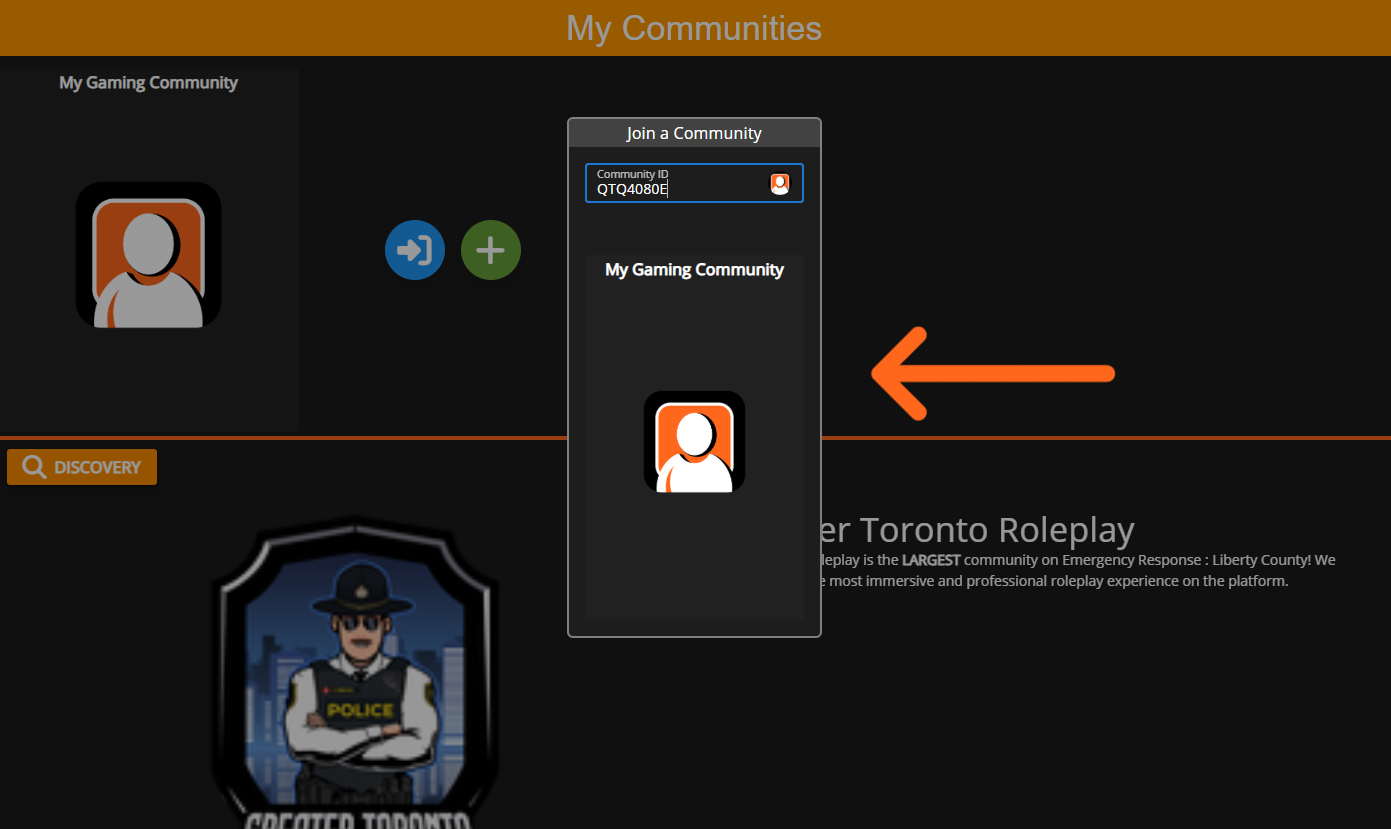 My Communities
My Gaming Community
Join a Community
Community ID
QTQ4080E
My Gaming Community
DISCOVERY
er Toronto Roleplay
leplay is the LARGEST community on Emergency Response : Liberty County! We
e most immersive and professional roleplay experience on the platform.
POLICE
GREATER TORONTO